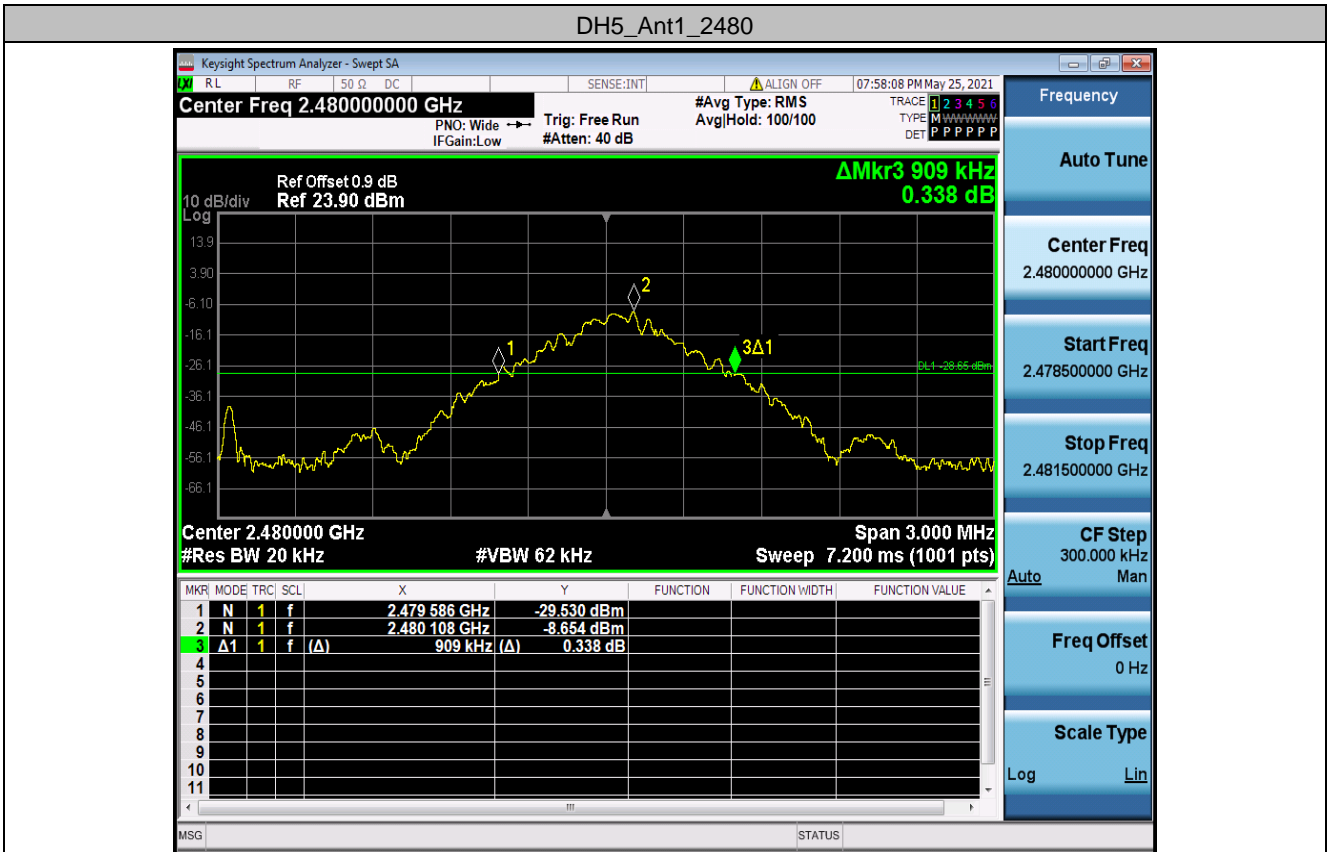 DH5_Ant1_2480
Keysight Spectrum Analyzer - Swept SA
LXI RL RF 50 Ω DC SENSE:INT ALIGN OFF 07:58:08 PM May 25, 2021
Center Freq 2.480000000 GHz
PNO: Wide
IFGain:Low
Trig: Free Run
#Atten: 40 dB
#Avg Type: RMS
Avg|Hold: 100/100
TRACE 1 2 3 4 5 6
TYPE M WWWWW
DET P P P P P P
ΔMkr3 909 kHz
0.338 dB
Ref Offset 0.9 dB
10 dB/div Ref 23.90 dBm
Log
13.9
3.90
-6.10
-16.1
-26.1
-36.1
-46.1
-56.1
-66.1
1
2
3Δ1
DL1 -28.65 dBm
Center 2.480000 GHz Span 3.000 MHz
#Res BW 20 kHz #VBW 62 kHz Sweep 7.200 ms (1001 pts)
MKR MODE TRC SCL X Y FUNCTION FUNCTION WIDTH FUNCTION VALUE
1 N 1 f 2.479 586 GHz -29.530 dBm
2 N 1 f 2.480 108 GHz -8.654 dBm
3 Δ1 1 f (Δ) 909 kHz (Δ) 0.338 dB
4
5
6
7
8
9
10
11
MSG STATUS
Frequency
Auto Tune
Center Freq
2.480000000 GHz
Start Freq
2.478500000 GHz
Stop Freq
2.481500000 GHz
CF Step
300.000 kHz
Auto Man
Freq Offset
0 Hz
Scale Type
Log Lin